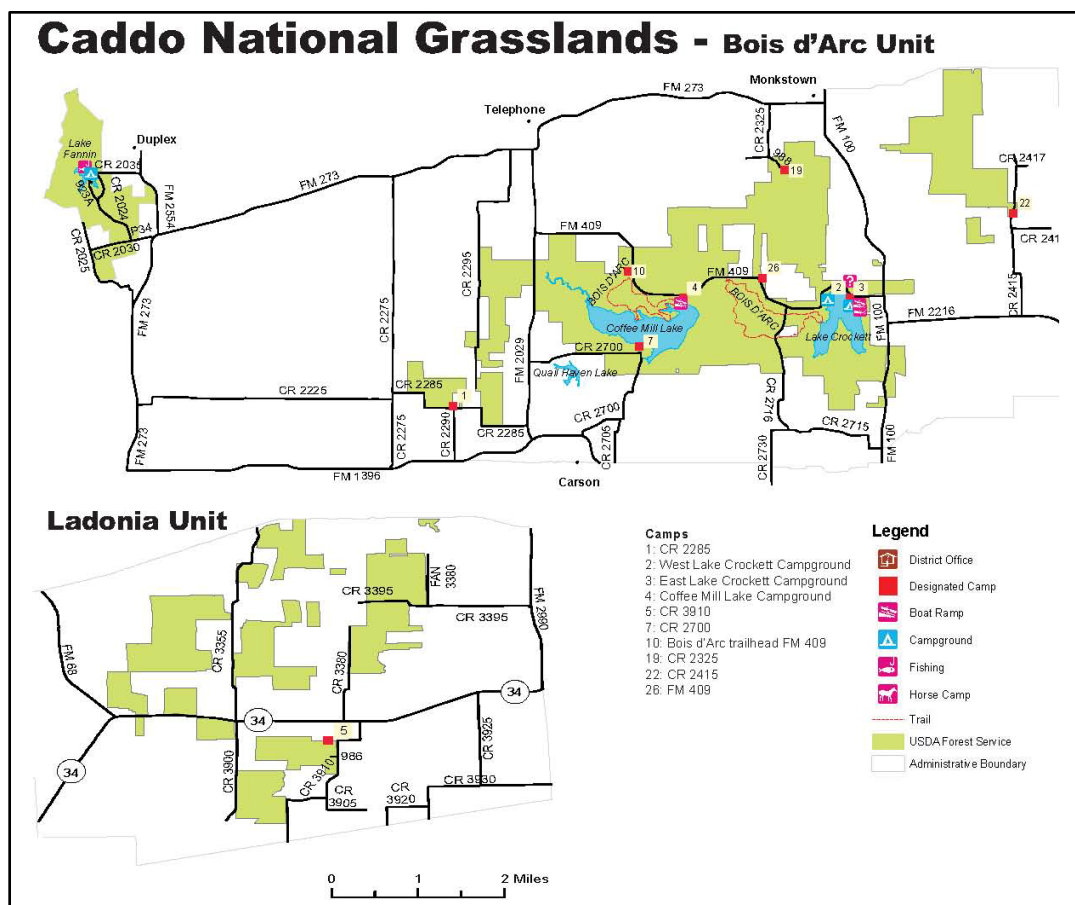 Caddo National Grasslands - Bois d'Arc Unit
Monkstown
Telephone
FM 273
Duplex
Lake
Fannin
CR 2035
CR 2325
988
19
FM 100
CR 2417
22
923A
CR 2024
FM 2554
FM 273
P34
CR 2030
CR 2025
FM 409
CR 241
CR 2295
BOIS D'ARC
10
FM 409
26
4
2
3
CR 2275
FM 273
BOIS D'ARC
CR 2415
FM 100
FM 2216
Coffee Mill Lake
Lake Crockett
CR 2700
7
FM 2029
Quail Haven Lake
CR 2285
1
CR 2225
CR 2275
CR 2290
CR 2285
CR 2700
CR 2705
CR 2716
CR 2715
CR 2730
FM 100
FM 273
FM 1396
Carson
Ladonia Unit
FAN
3380
CR 3395
CR 3395
FM 2990
FM 68
CR 3355
CR 3380
34
34
5
34
CR 3925
986
CR 3900
CR 3910
CR
3905
CR
3920
CR 3930
Camps
1: CR 2285
2: West Lake Crockett Campground
3: East Lake Crockett Campground
4: Coffee Mill Lake Campground
5: CR 3910
7: CR 2700
10: Bois d'Arc trailhead FM 409
19: CR 2325
22: CR 2415
26: FM 409
Legend
District Office
Designated Camp
Boat Ramp
Campground
Fishing
Horse Camp
Trail
USDA Forest Service
Administrative Boundary
0 1 2 Miles